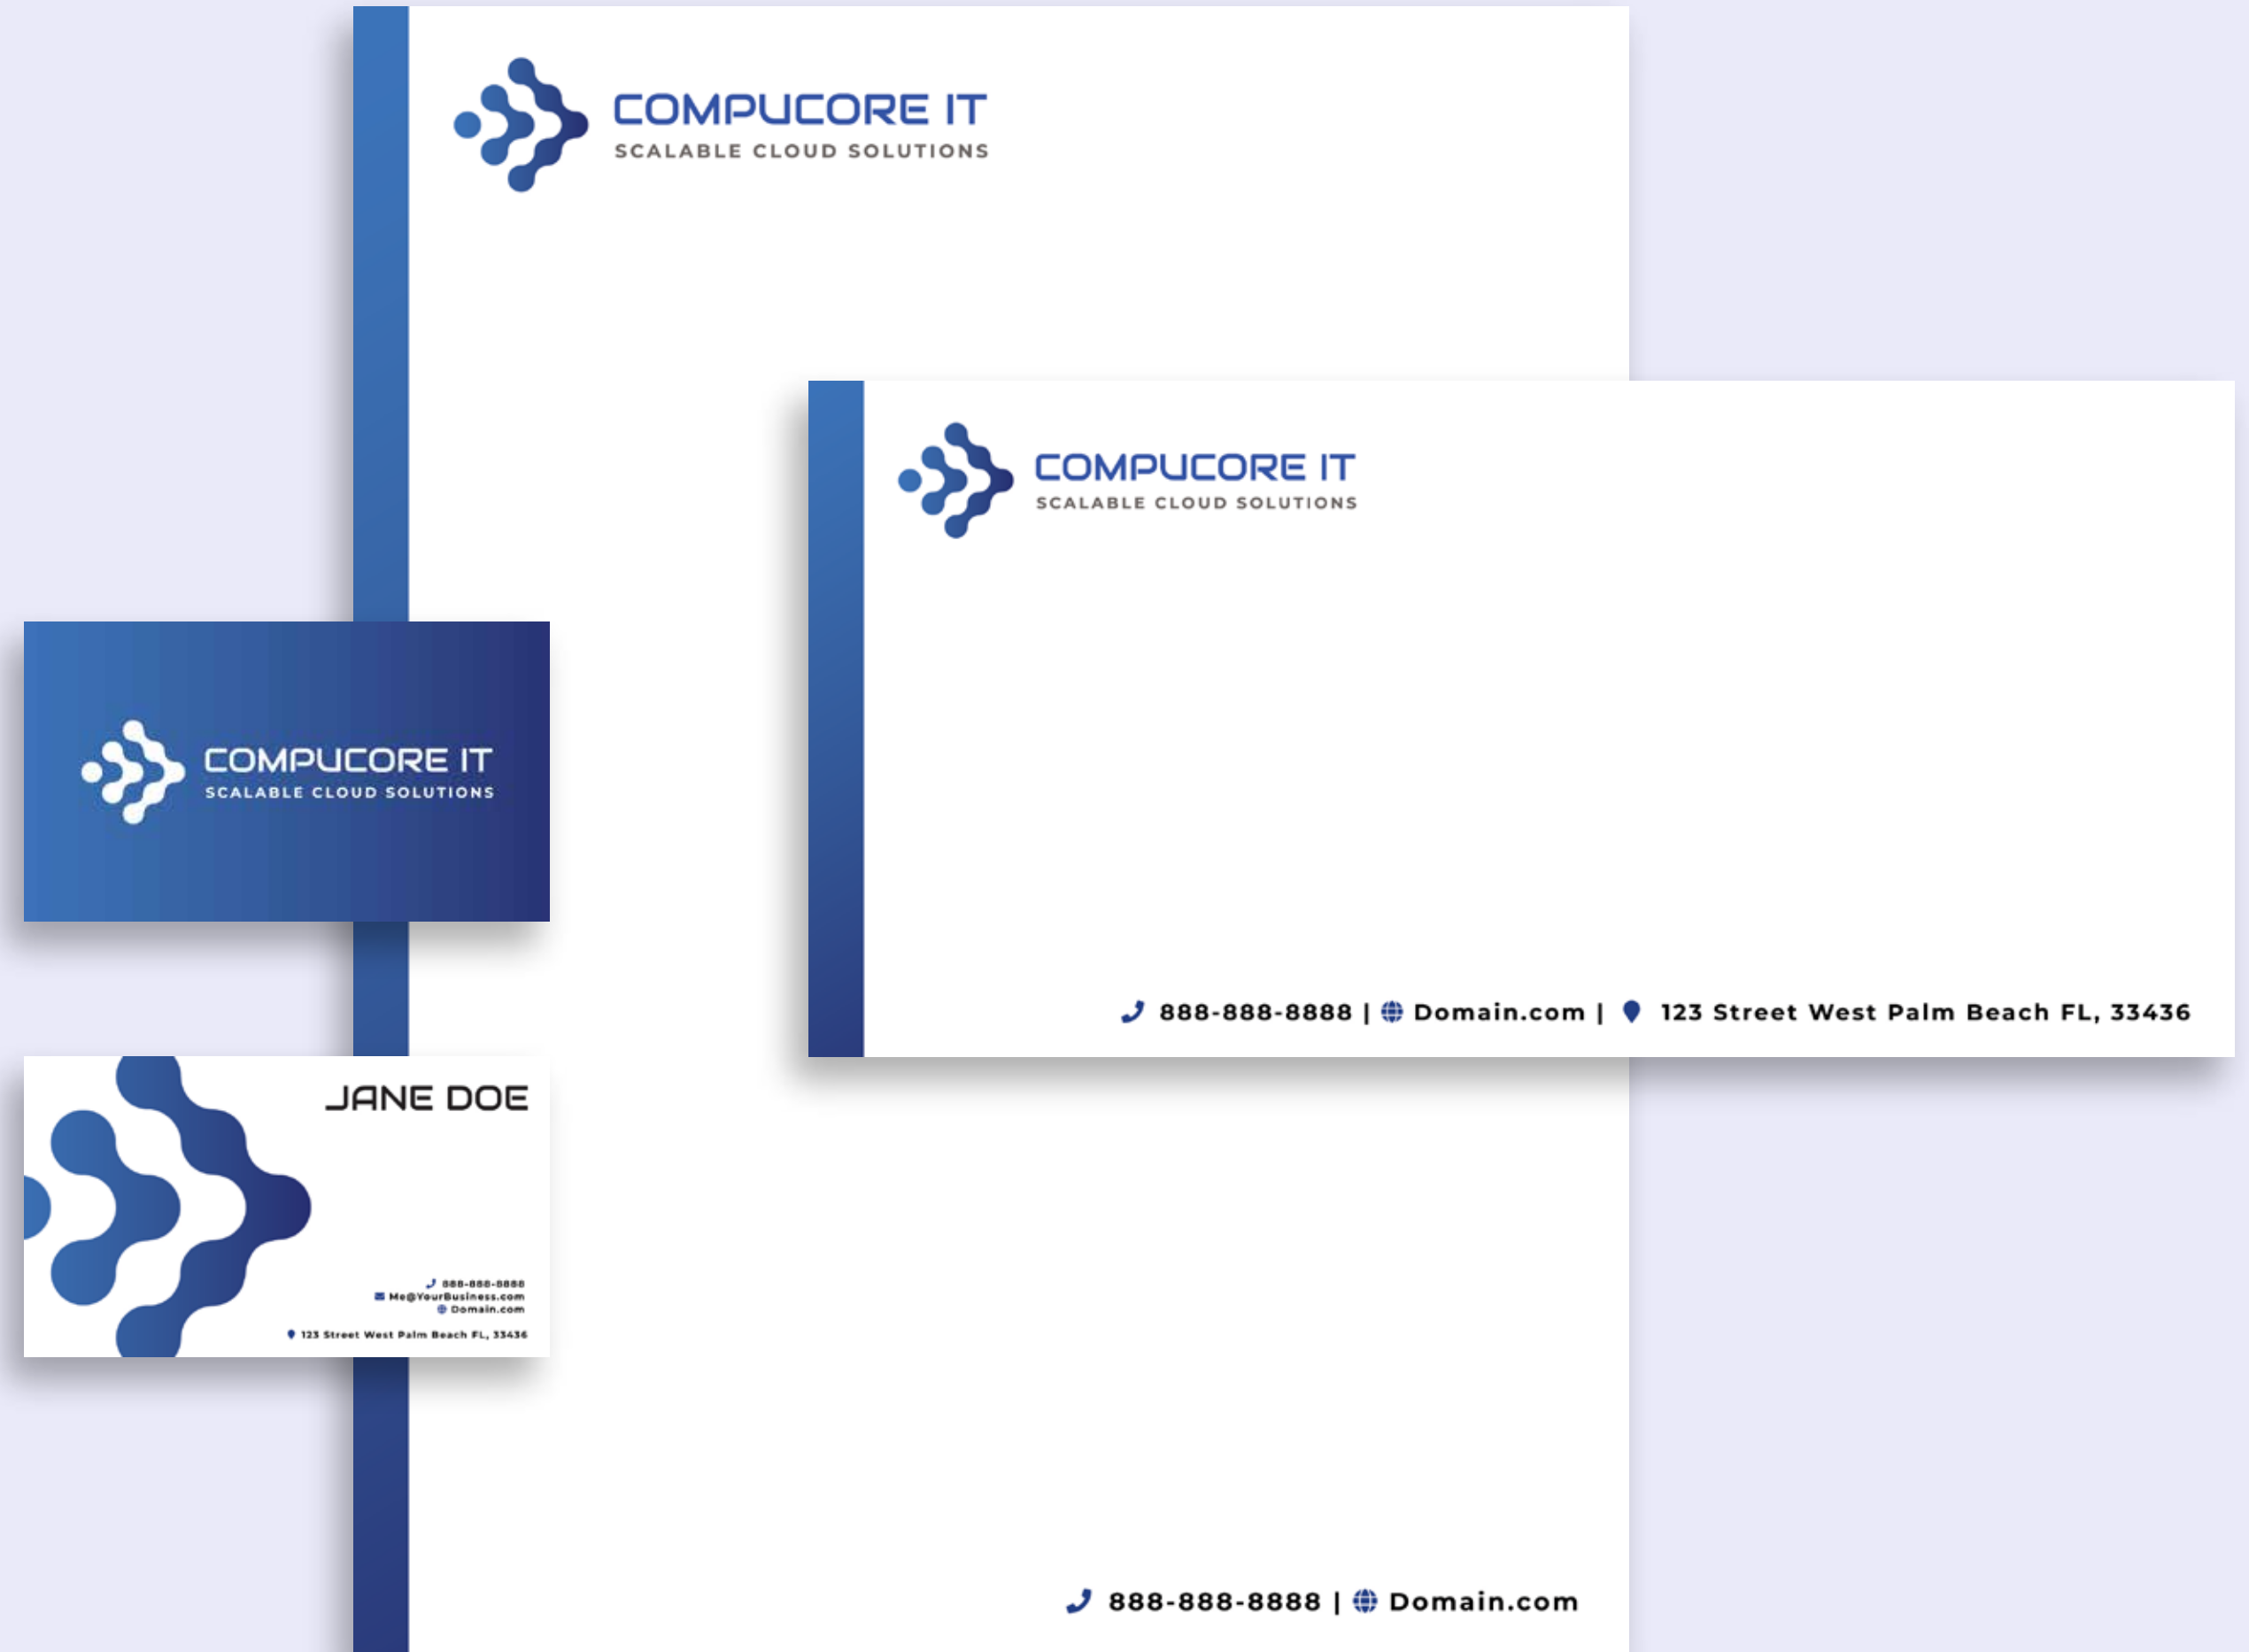 COMPUCORE IT
SCALABLE CLOUD SOLUTIONS
COMPUCORE IT
SCALABLE CLOUD SOLUTIONS
888-888-8888 | Domain.com | 123 Street West Palm Beach FL, 33436
COMPUCORE IT
SCALABLE CLOUD SOLUTIONS
JANE DOE
888-888-8888
Me@YourBusiness.com
Domain.com
123 Street West Palm Beach FL, 33436
888-888-8888 | Domain.com